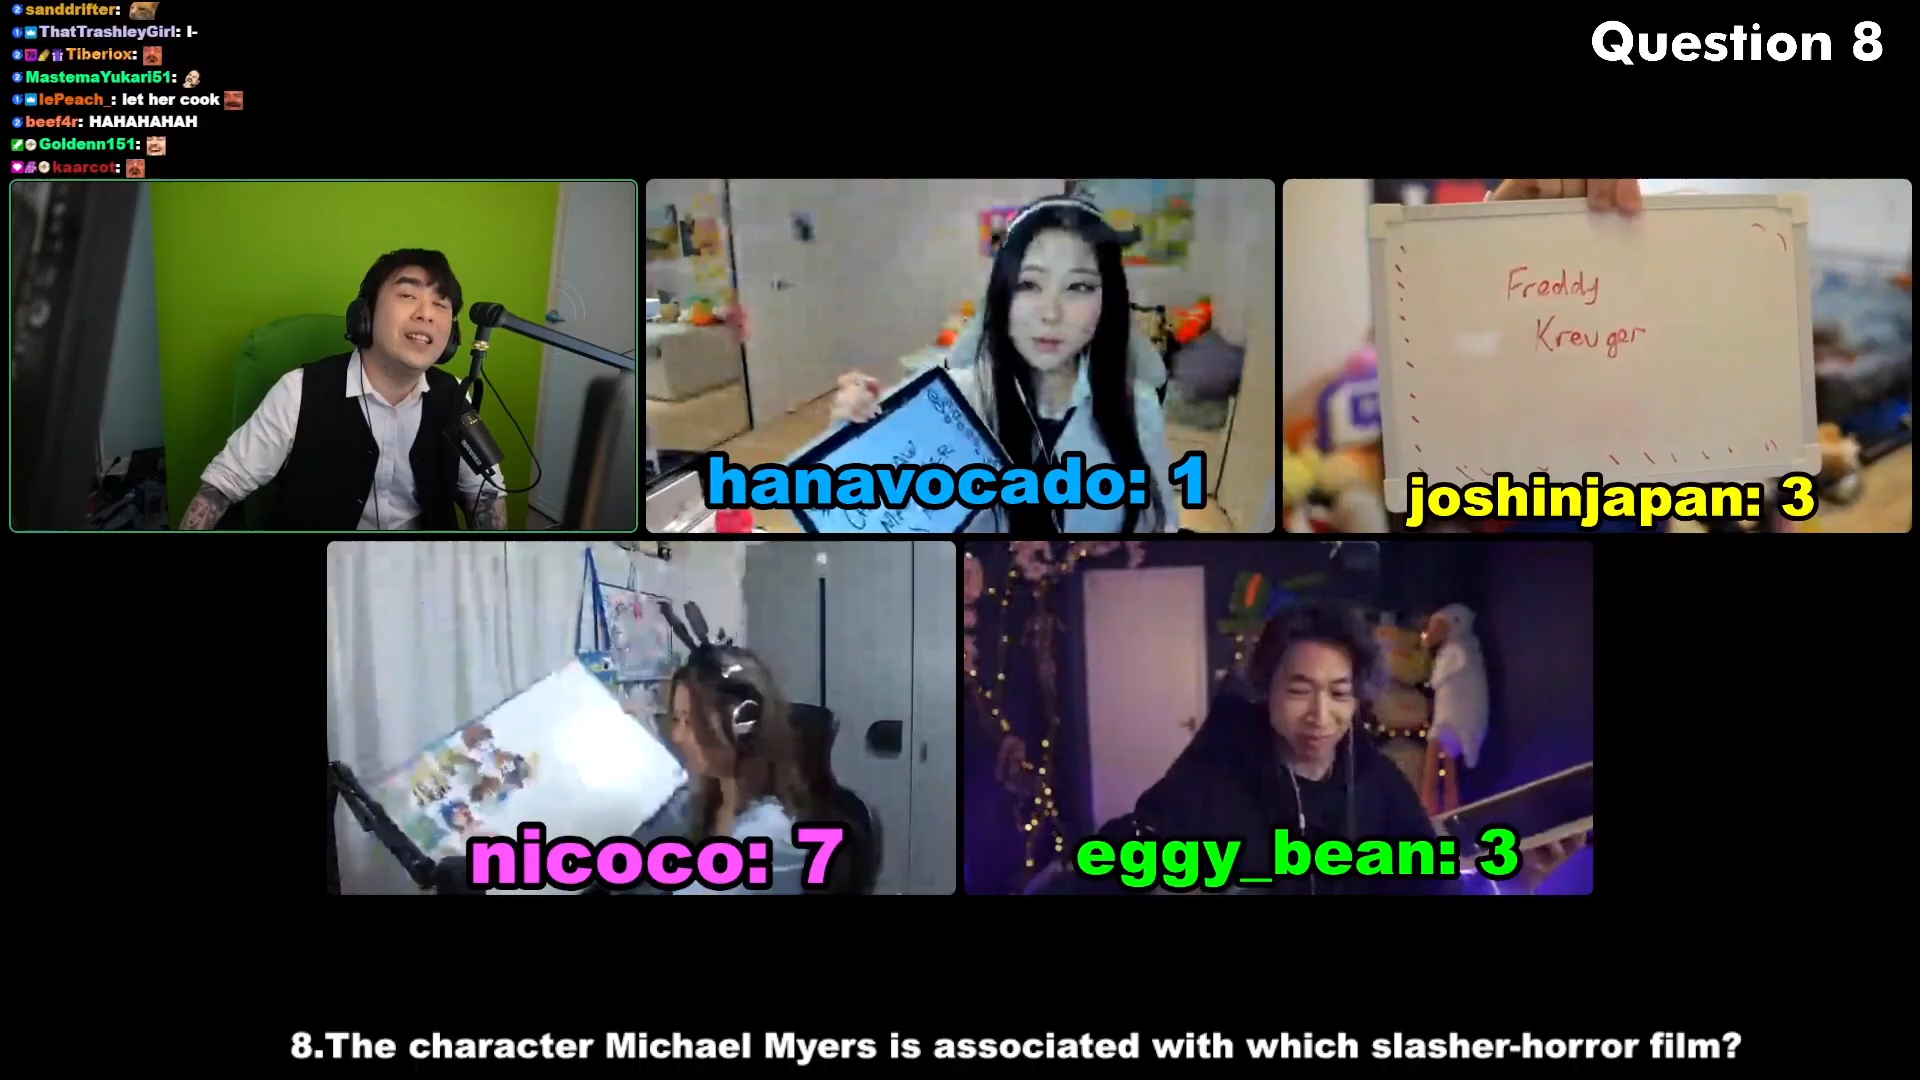 sanddrifter:
ThatTrashleyGirl: I-
Tiberiox:
MastemaYukari51:
lePeach_: let her cook
beef4r: HAHAHAHAH
Goldenn151:
kaarcot:
Question 8
Freddy
Kreuger
hanavocado: 1
joshinjapan: 3
nicoco: 7
eggy_bean: 3
8.The character Michael Myers is associated with which slasher-horror film?